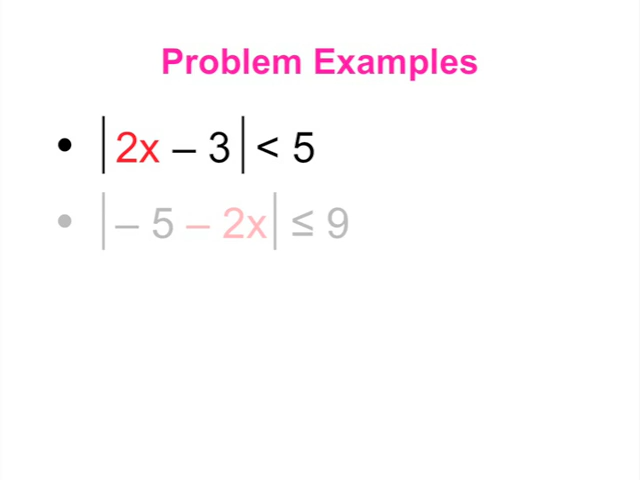 Problem Examples
• |2x – 3| < 5
• |– 5 – 2x| ≤ 9